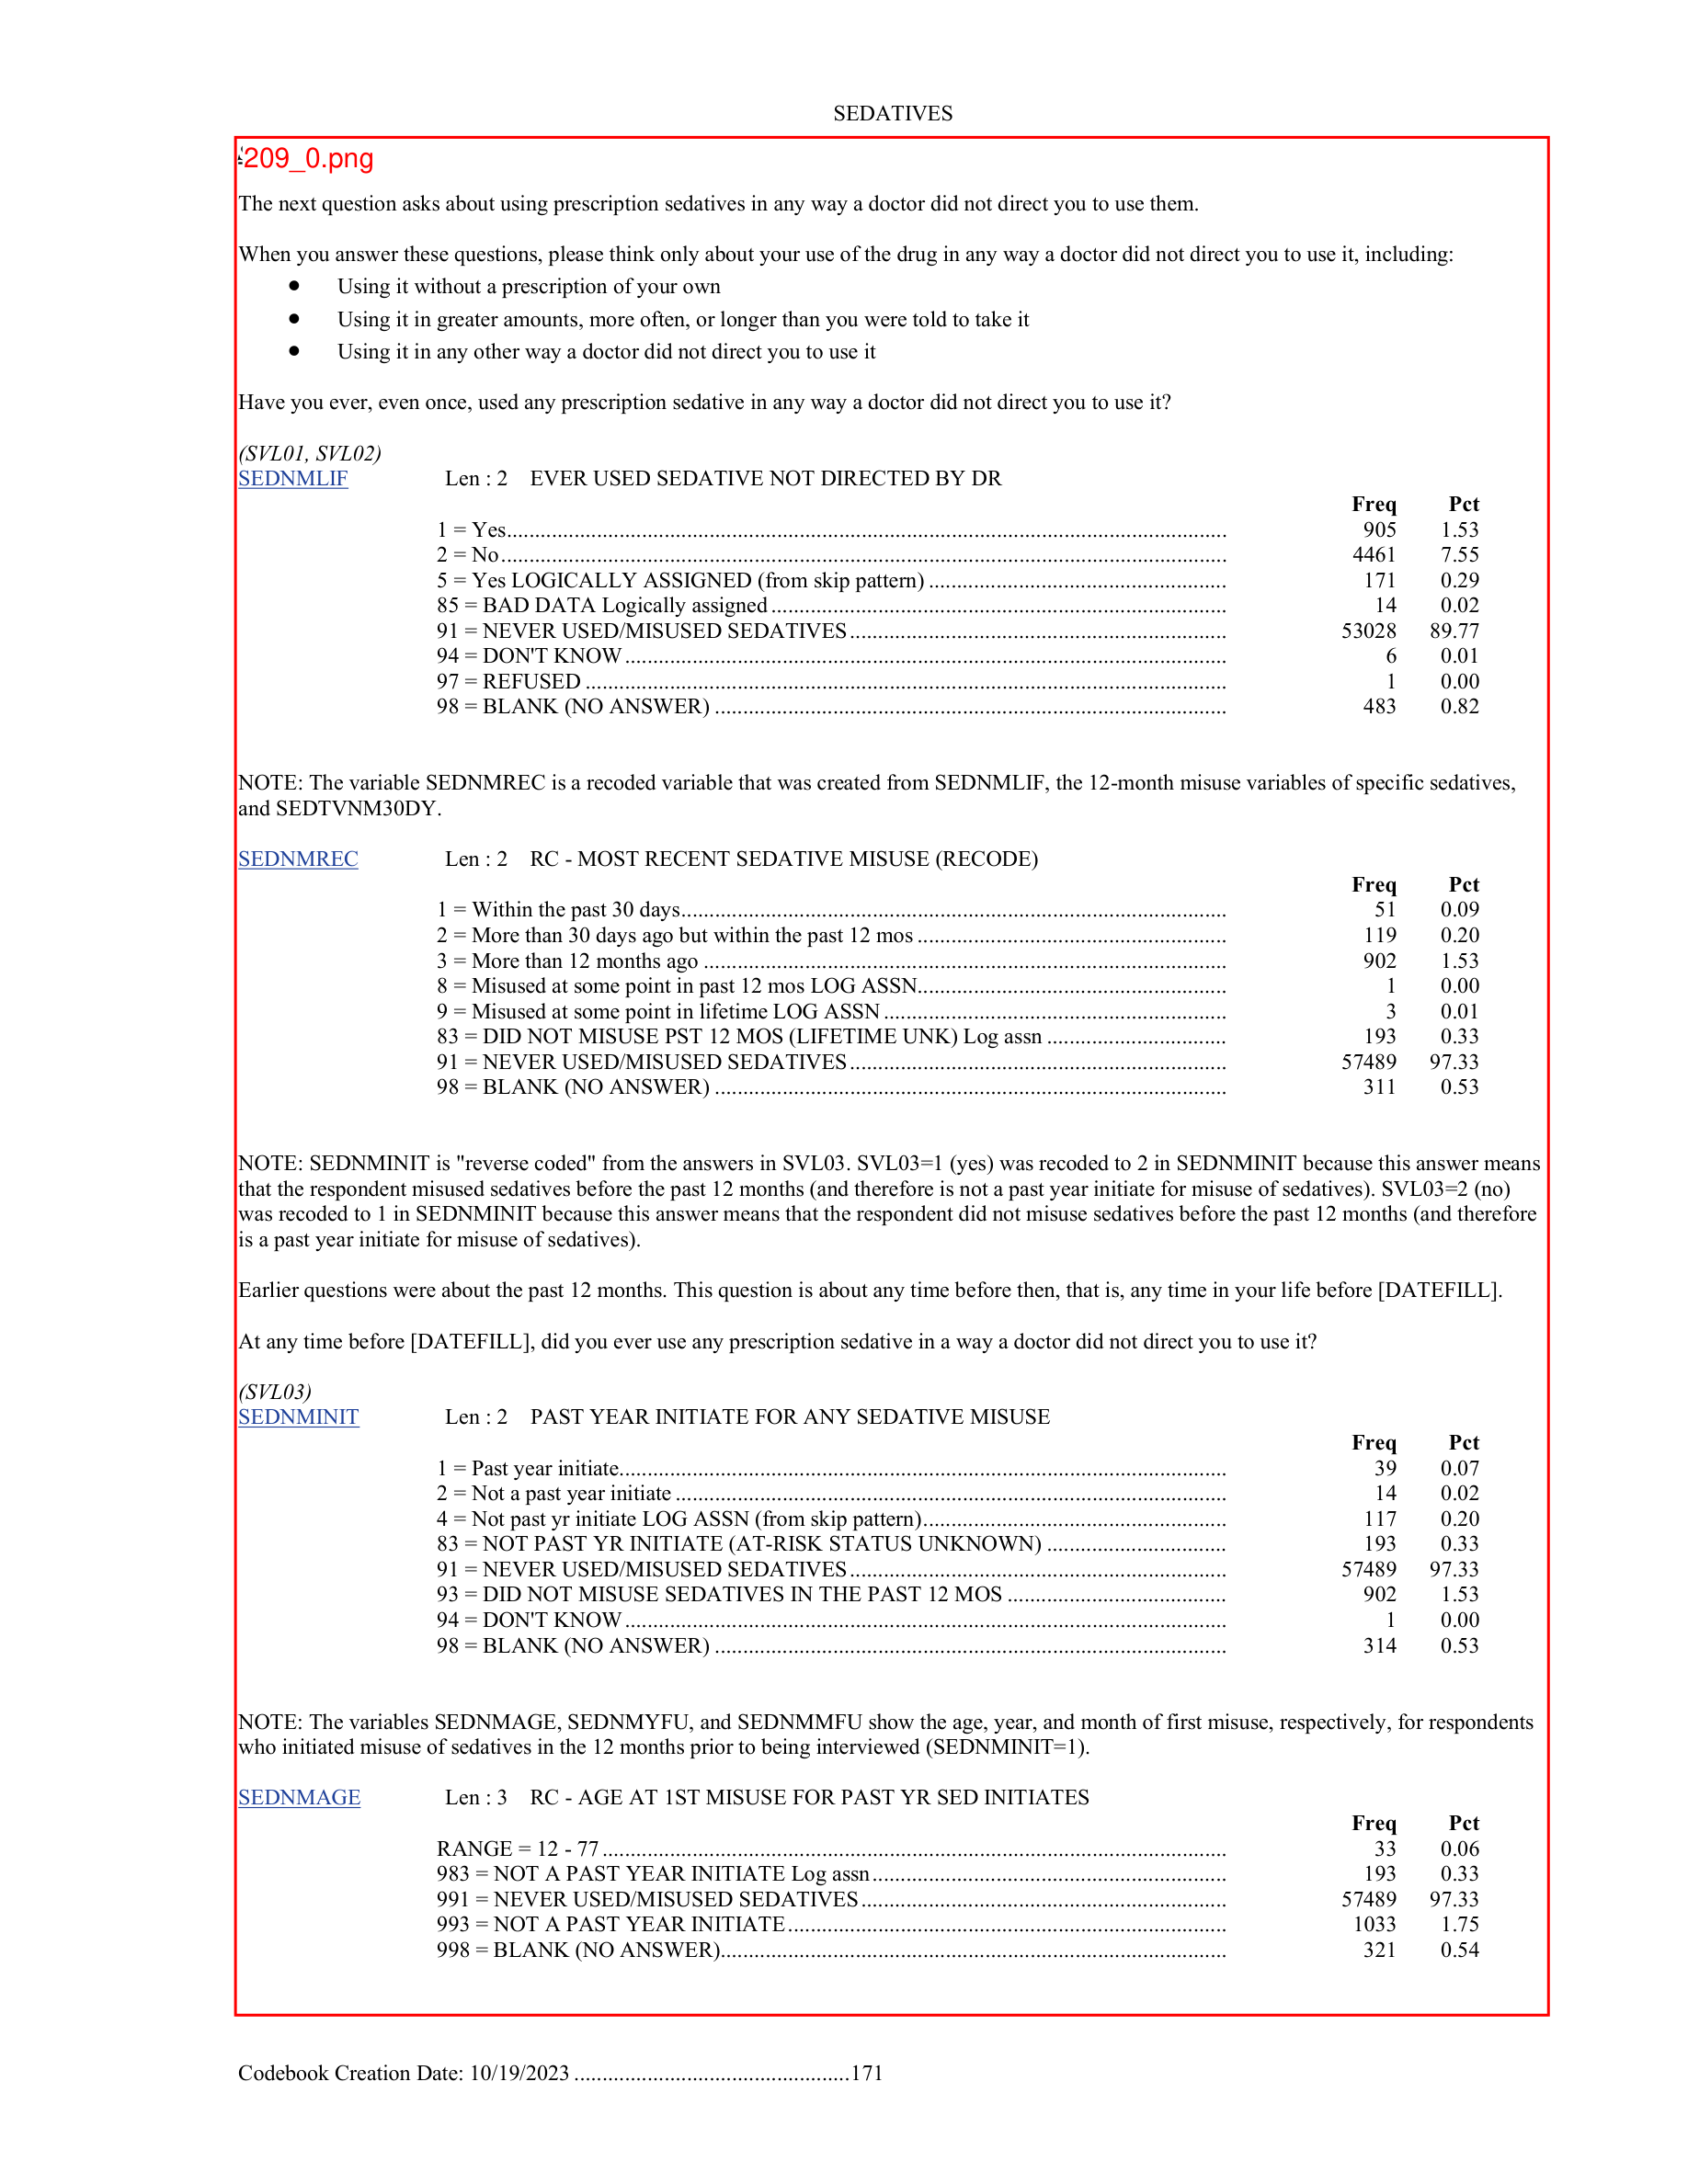 SEDATIVES
209_0.png
The next question asks about using prescription sedatives in any way a doctor did not direct you to use them.
When you answer these questions, please think only about your use of the drug in any way a doctor did not direct you to use it, including:
● Using it without a prescription of your own
● Using it in greater amounts, more often, or longer than you were told to take it
● Using it in any other way a doctor did not direct you to use it
Have you ever, even once, used any prescription sedative in any way a doctor did not direct you to use it?
(SVL01, SVL02)
SEDNMLIF Len : 2 EVER USED SEDATIVE NOT DIRECTED BY DR
Freq Pct
1 = Yes 905 1.53
2 = No 4461 7.55
5 = Yes LOGICALLY ASSIGNED (from skip pattern) 171 0.29
85 = BAD DATA Logically assigned 14 0.02
91 = NEVER USED/MISUSED SEDATIVES 53028 89.77
94 = DON'T KNOW 6 0.01
97 = REFUSED 1 0.00
98 = BLANK (NO ANSWER) 483 0.82
NOTE: The variable SEDNMREC is a recoded variable that was created from SEDNMLIF, the 12-month misuse variables of specific sedatives,
and SEDTVNM30DY.
SEDNMREC Len : 2 RC - MOST RECENT SEDATIVE MISUSE (RECODE)
Freq Pct
1 = Within the past 30 days 51 0.09
2 = More than 30 days ago but within the past 12 mos 119 0.20
3 = More than 12 months ago 902 1.53
8 = Misused at some point in past 12 mos LOG ASSN 1 0.00
9 = Misused at some point in lifetime LOG ASSN 3 0.01
83 = DID NOT MISUSE PST 12 MOS (LIFETIME UNK) Log assn 193 0.33
91 = NEVER USED/MISUSED SEDATIVES 57489 97.33
98 = BLANK (NO ANSWER) 311 0.53
NOTE: SEDNMINIT is "reverse coded" from the answers in SVL03. SVL03=1 (yes) was recoded to 2 in SEDNMINIT because this answer means
that the respondent misused sedatives before the past 12 months (and therefore is not a past year initiate for misuse of sedatives). SVL03=2 (no)
was recoded to 1 in SEDNMINIT because this answer means that the respondent did not misuse sedatives before the past 12 months (and therefore
is a past year initiate for misuse of sedatives).
Earlier questions were about the past 12 months. This question is about any time before then, that is, any time in your life before [DATEFILL].
At any time before [DATEFILL], did you ever use any prescription sedative in a way a doctor did not direct you to use it?
(SVL03)
SEDNMINIT Len : 2 PAST YEAR INITIATE FOR ANY SEDATIVE MISUSE
Freq Pct
1 = Past year initiate 39 0.07
2 = Not a past year initiate 14 0.02
4 = Not past yr initiate LOG ASSN (from skip pattern) 117 0.20
83 = NOT PAST YR INITIATE (AT-RISK STATUS UNKNOWN) 193 0.33
91 = NEVER USED/MISUSED SEDATIVES 57489 97.33
93 = DID NOT MISUSE SEDATIVES IN THE PAST 12 MOS 902 1.53
94 = DON'T KNOW 1 0.00
98 = BLANK (NO ANSWER) 314 0.53
NOTE: The variables SEDNMAGE, SEDNMYFU, and SEDNMMFU show the age, year, and month of first misuse, respectively, for respondents
who initiated misuse of sedatives in the 12 months prior to being interviewed (SEDNMINIT=1).
SEDNMAGE Len : 3 RC - AGE AT 1ST MISUSE FOR PAST YR SED INITIATES
Freq Pct
RANGE = 12 - 77 33 0.06
983 = NOT A PAST YEAR INITIATE Log assn 193 0.33
991 = NEVER USED/MISUSED SEDATIVES 57489 97.33
993 = NOT A PAST YEAR INITIATE 1033 1.75
998 = BLANK (NO ANSWER) 321 0.54
Codebook Creation Date: 10/19/2023 171